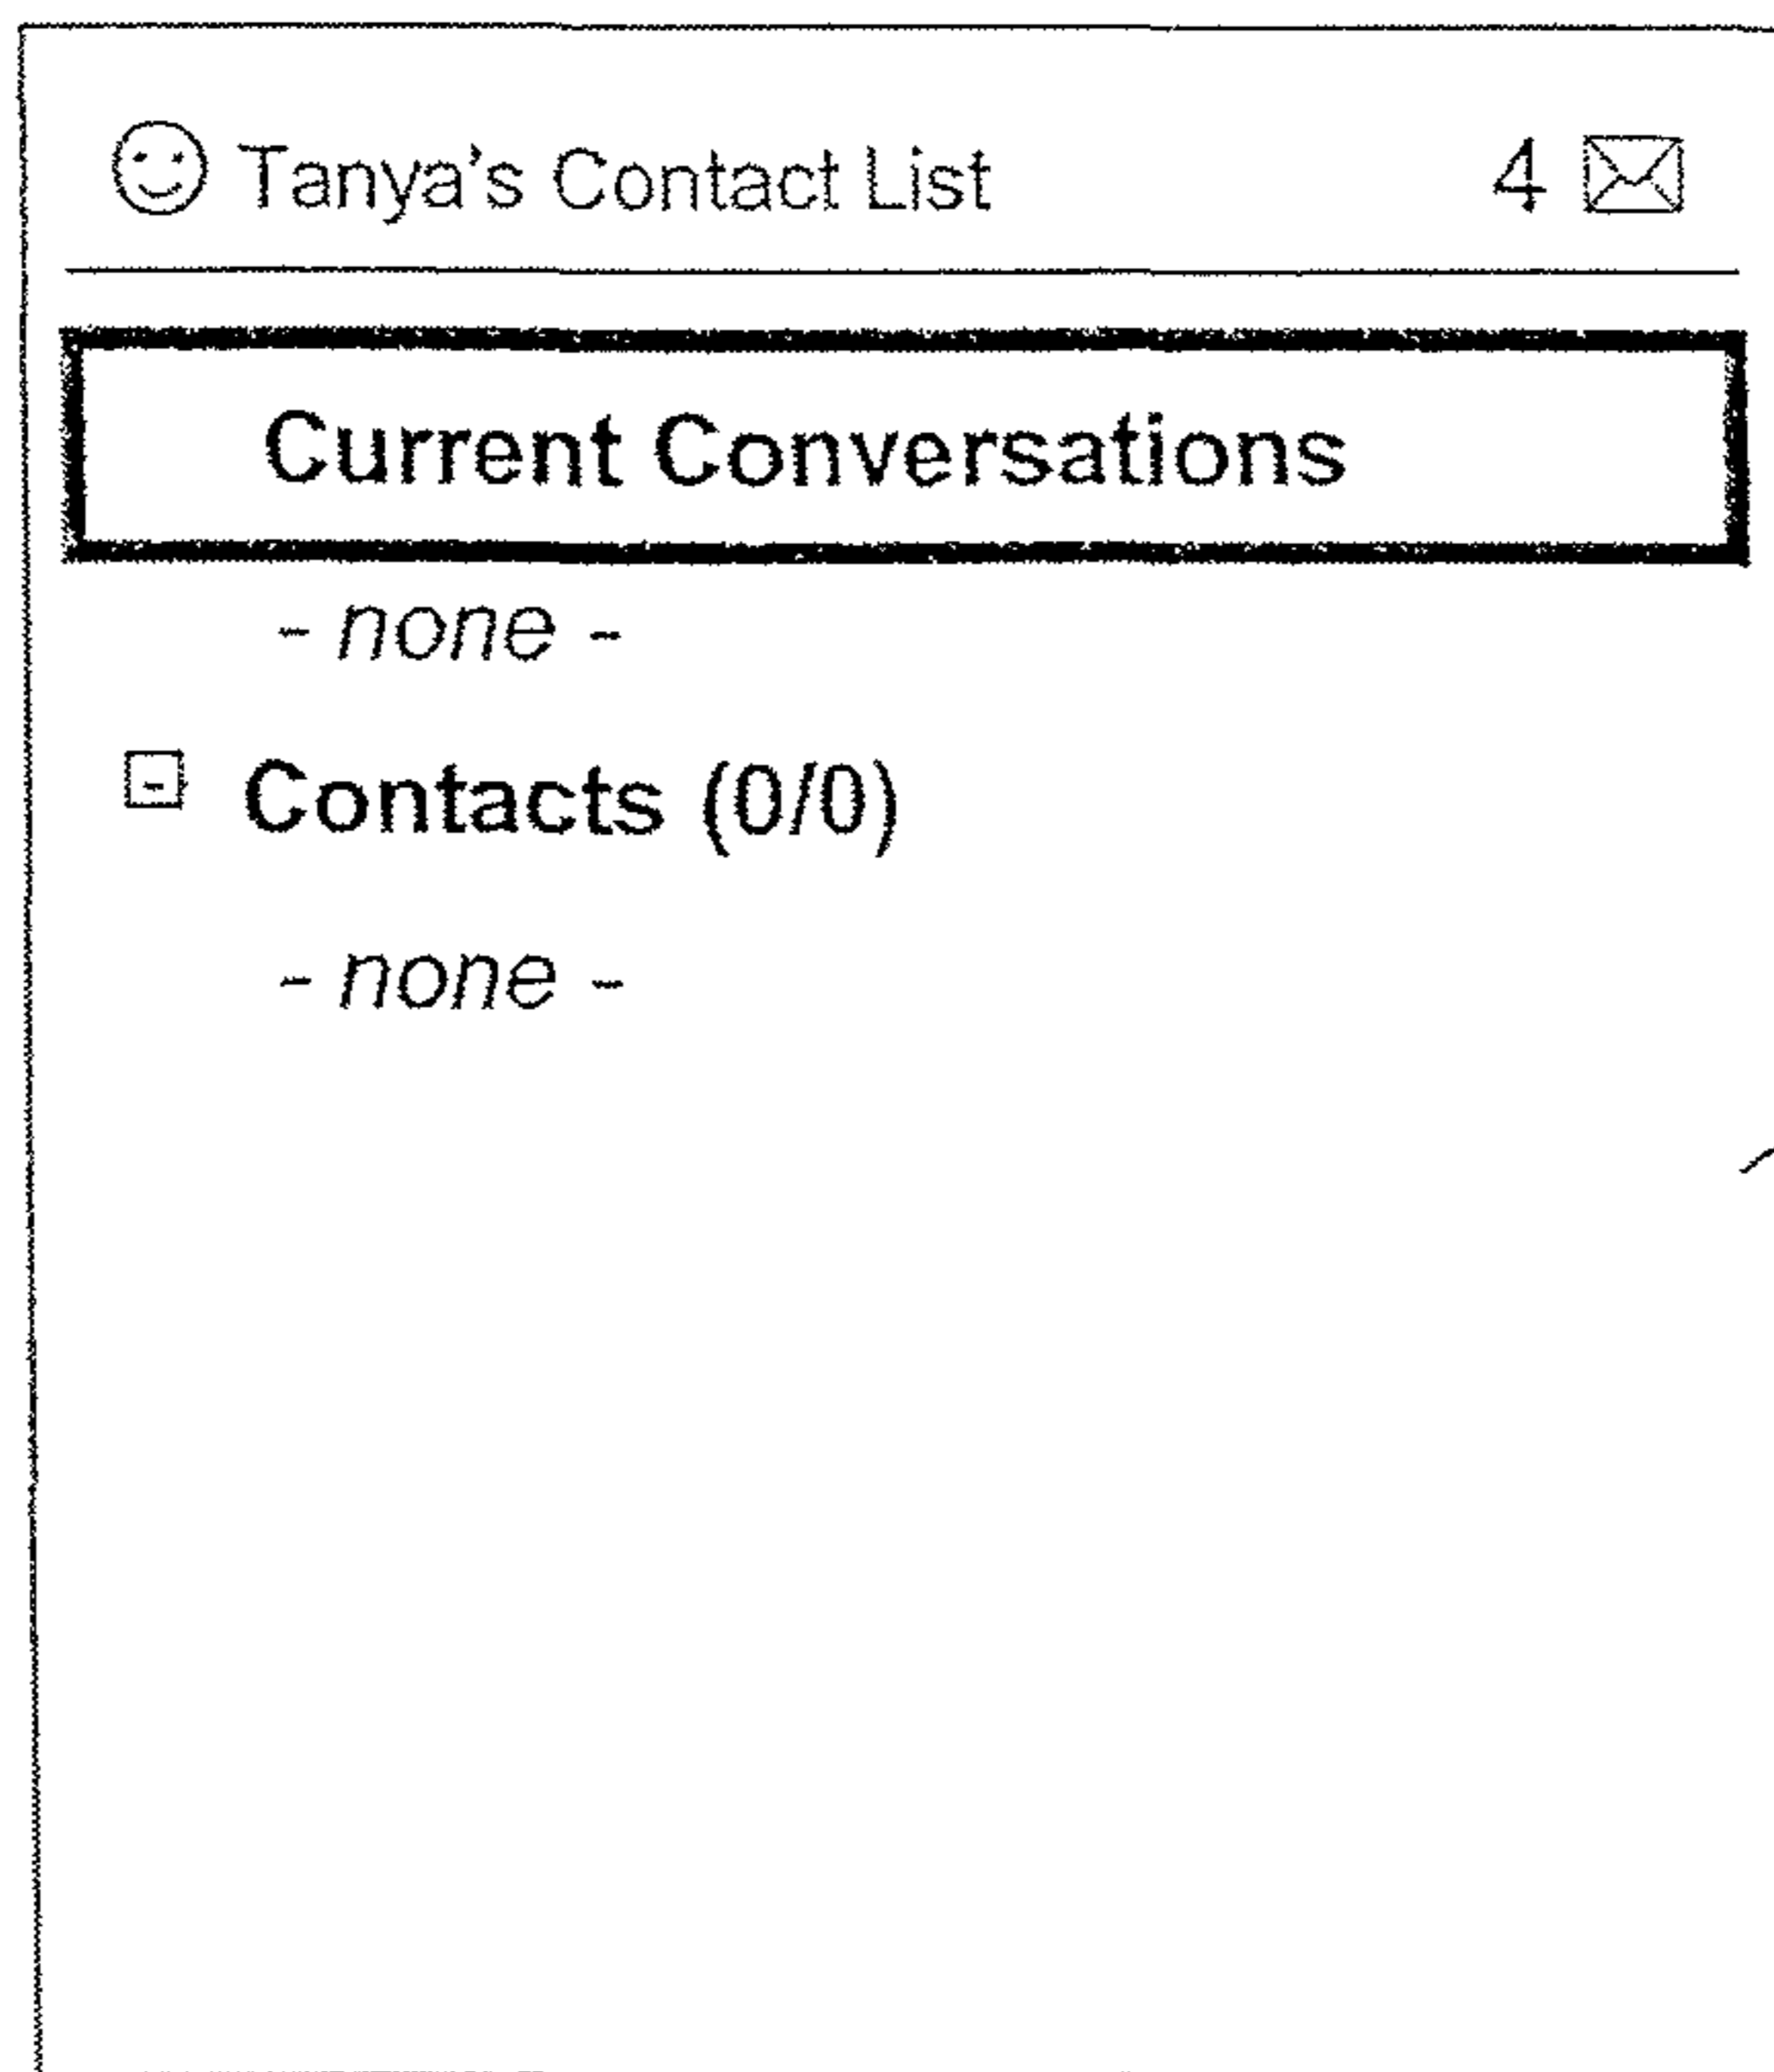 Tanya's Contact List 4
Current Conversations
- none -
Contacts (0/0)
- none -